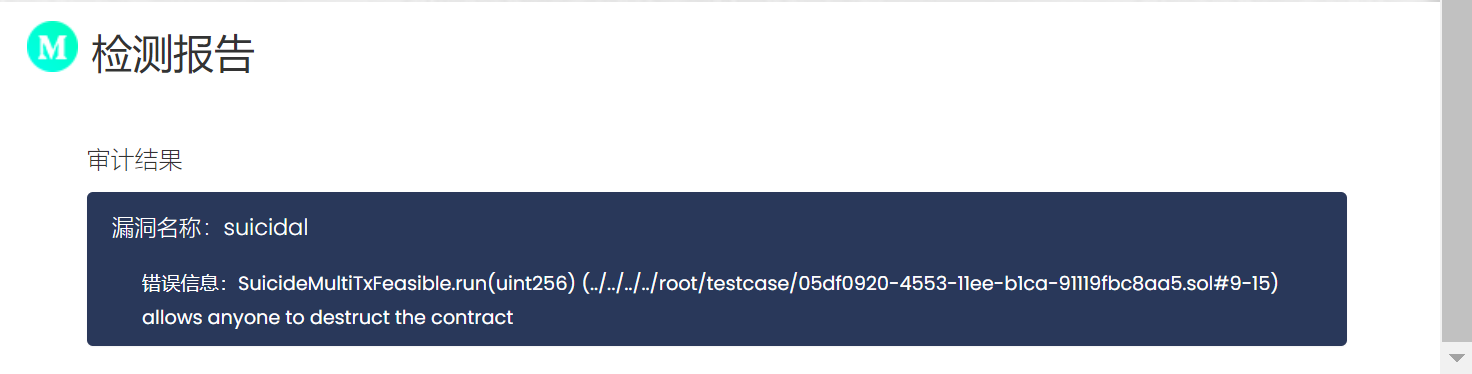 M 检测报告
审计结果
漏洞名称：suicidal
错误信息：SuicideMultiTxFeasible.run(uint256) (../../../../root/testcase/05df0920-4553-11ee-b1ca-91119fbc8aa5.sol#9-15)
allows anyone to destruct the contract